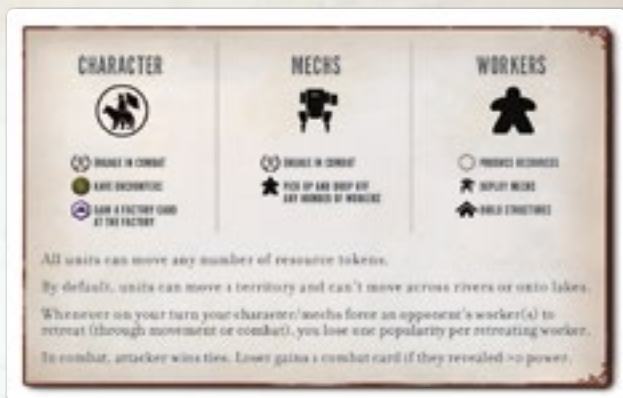 CHARACTER
MECHS
WORKERS
ENGAGE IN COMBAT
HAVE ENCOUNTERS
GAIN A FACTORY CARD
AT THE FACTORY
ENGAGE IN COMBAT
PICK UP AND DROP OFF
ANY NUMBER OF WORKERS
PRODUCE RESOURCES
DEPLOY MECHS
BUILD STRUCTURES
All units can move any number of resource tokens.
By default, units can move 1 territory and can't move across rivers or onto lakes.
Whenever on your turn your character/mechs force an opponent's worker(s) to
retreat (through movement or combat), you lose one popularity per retreating worker.
In combat, attacker wins ties. Loser gains 1 combat card if they revealed >0 power.